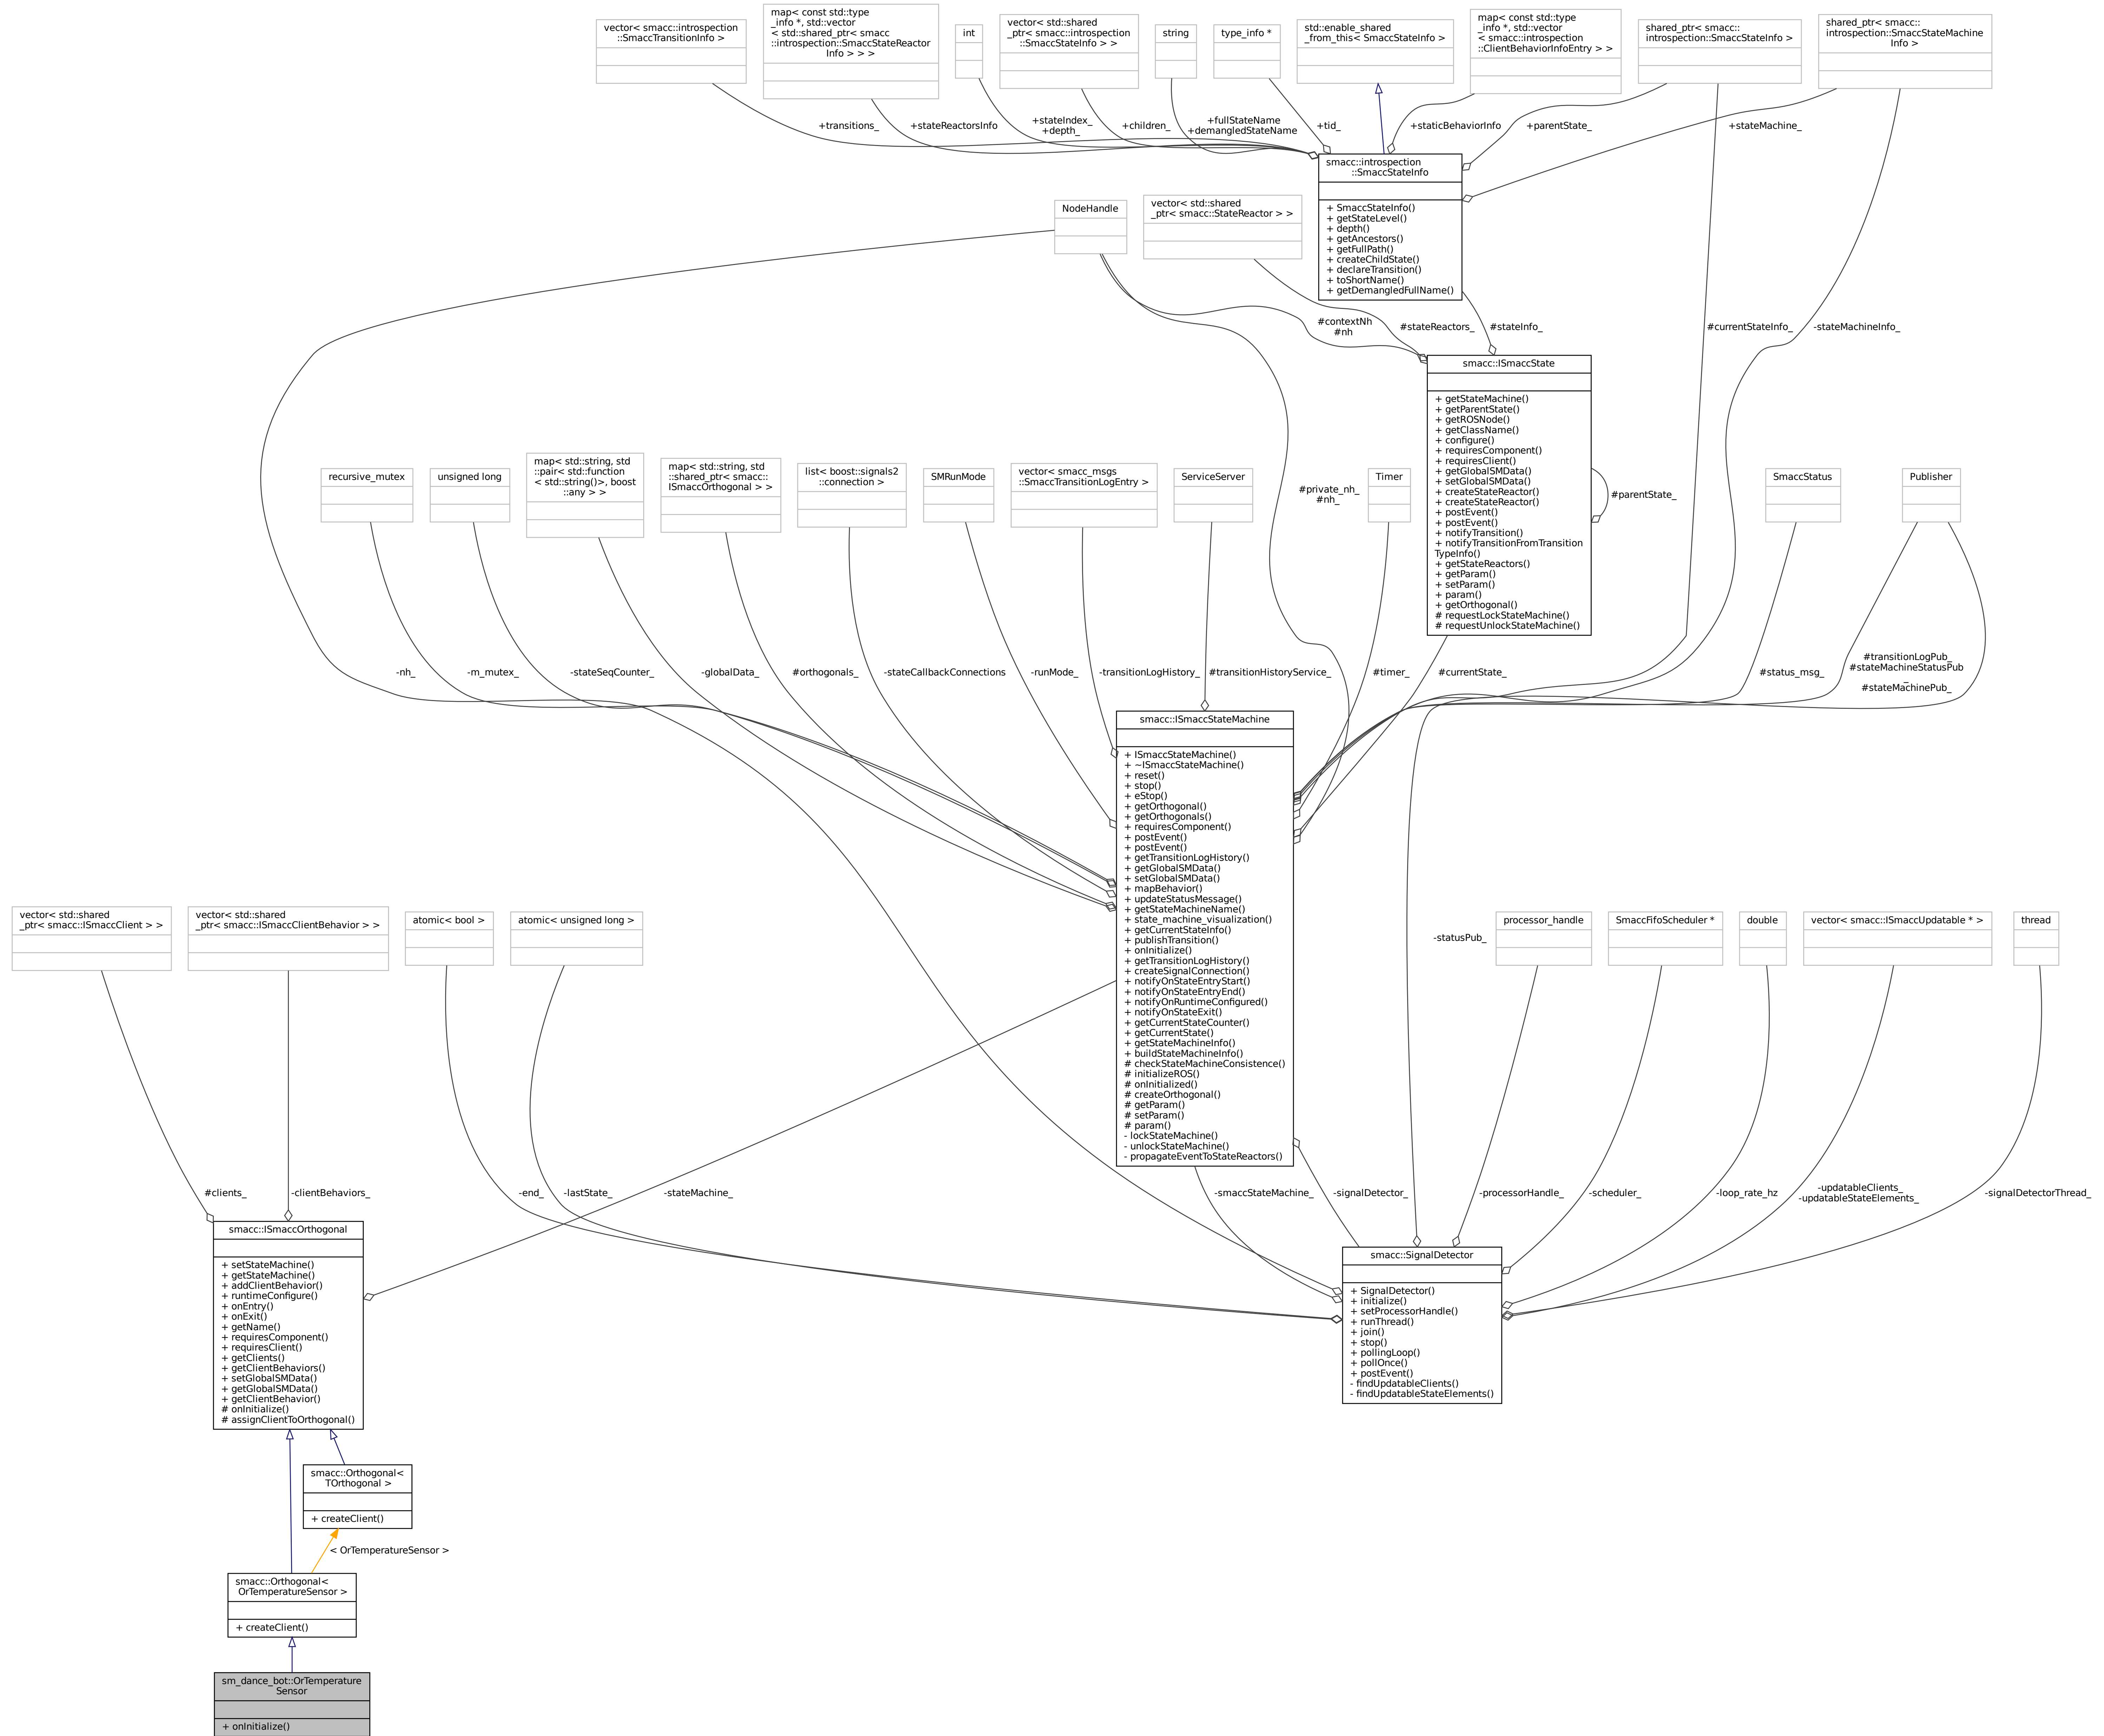 vector< smacc::introspection
::SmaccTransitionInfo >
map< const std::type
_info *, std::vector
< std::shared_ptr< smacc
::introspection::SmaccStateReactor
Info > > >
int
vector< std::shared
_ptr< smacc::introspection
::SmaccStateInfo > >
string
type_info *
std::enable_shared
_from_this< SmaccStateInfo >
map< const std::type
_info *, std::vector
< smacc::introspection
::ClientBehaviorInfoEntry > >
shared_ptr< smacc::
introspection::SmaccStateInfo >
shared_ptr< smacc::
introspection::SmaccStateMachine
Info >
+transitions_
+stateReactorsInfo
+stateIndex_
+depth_
+children_
+fullStateName
+demangledStateName
+tid_
+staticBehaviorInfo
+parentState_
+stateMachine_
smacc::introspection
::SmaccStateInfo
+ SmaccStateInfo()
+ getStateLevel()
+ depth()
+ getAncestors()
+ getFullPath()
+ createChildState()
+ declareTransition()
+ toShortName()
+ getDemangledFullName()
NodeHandle
vector< std::shared
_ptr< smacc::StateReactor > >
#contextNh
#nh
#stateReactors_
#stateInfo_
#currentStateInfo_
-stateMachineInfo_
smacc::ISmaccState
+ getStateMachine()
+ getParentState()
+ getROSNode()
+ getClassName()
+ configure()
+ requiresComponent()
+ requiresClient()
+ getGlobalSMData()
+ setGlobalSMData()
+ createStateReactor()
+ createStateReactor()
+ postEvent()
+ postEvent()
+ notifyTransition()
+ notifyTransitionFromTransition
TypeInfo()
+ getStateReactors()
+ getParam()
+ setParam()
+ param()
+ getOrthogonal()
# requestLockStateMachine()
# requestUnlockStateMachine()
#parentState_
recursive_mutex
unsigned long
map< std::string, std
::pair< std::function
< std::string()>, boost
::any > >
map< std::string, std
::shared_ptr< smacc::
ISmaccOrthogonal > >
list< boost::signals2
::connection >
SMRunMode
vector< smacc_msgs
::SmaccTransitionLogEntry >
ServiceServer
#private_nh_
#nh_
Timer
SmaccStatus
Publisher
-nh_
-m_mutex_
-stateSeqCounter_
-globalData_
#orthogonals_
-stateCallbackConnections
-runMode_
-transitionLogHistory_
#transitionHistoryService_
#timer_
#currentState_
#status_msg_
#transitionLogPub_
#stateMachineStatusPub
_
#stateMachinePub_
smacc::ISmaccStateMachine
+ ISmaccStateMachine()
+ ~ISmaccStateMachine()
+ reset()
+ stop()
+ eStop()
+ getOrthogonal()
+ getOrthogonals()
+ requiresComponent()
+ postEvent()
+ postEvent()
+ getTransitionLogHistory()
+ getGlobalSMData()
+ setGlobalSMData()
+ mapBehavior()
+ updateStatusMessage()
+ getStateMachineName()
+ state_machine_visualization()
+ getCurrentStateInfo()
+ publishTransition()
+ onInitialize()
+ getTransitionLogHistory()
+ createSignalConnection()
+ notifyOnStateEntryStart()
+ notifyOnStateEntryEnd()
+ notifyOnRuntimeConfigured()
+ notifyOnStateExit()
+ getCurrentStateCounter()
+ getCurrentState()
+ getStateMachineInfo()
+ buildStateMachineInfo()
# checkStateMachineConsistence()
# initializeROS()
# onInitialized()
# createOrthogonal()
# getParam()
# setParam()
# param()
- lockStateMachine()
- unlockStateMachine()
- propagateEventToStateReactors()
vector< std::shared
_ptr< smacc::ISmaccClient > >
vector< std::shared
_ptr< smacc::ISmaccClientBehavior > >
atomic< bool >
atomic< unsigned long >
-statusPub_
processor_handle
SmaccFifoScheduler *
double
vector< smacc::ISmaccUpdatable * >
thread
#clients_
-clientBehaviors_
-end_
-lastState_
-stateMachine_
-smaccStateMachine_
-signalDetector_
-processorHandle_
-scheduler_
-loop_rate_hz
-updatableClients_
-updatableStateElements_
-signalDetectorThread_
smacc::ISmaccOrthogonal
+ setStateMachine()
+ getStateMachine()
+ addClientBehavior()
+ runtimeConfigure()
+ onEntry()
+ onExit()
+ getName()
+ requiresComponent()
+ requiresClient()
+ getClients()
+ getClientBehaviors()
+ setGlobalSMData()
+ getGlobalSMData()
+ getClientBehavior()
# onInitialize()
# assignClientToOrthogonal()
smacc::SignalDetector
+ SignalDetector()
+ initialize()
+ setProcessorHandle()
+ runThread()
+ join()
+ stop()
+ pollingLoop()
+ pollOnce()
+ postEvent()
- findUpdatableClients()
- findUpdatableStateElements()
smacc::Orthogonal<
TOrthogonal >
+ createClient()
< OrTemperatureSensor >
smacc::Orthogonal<
OrTemperatureSensor >
+ createClient()
sm_dance_bot::OrTemperature
Sensor
+ onInitialize()